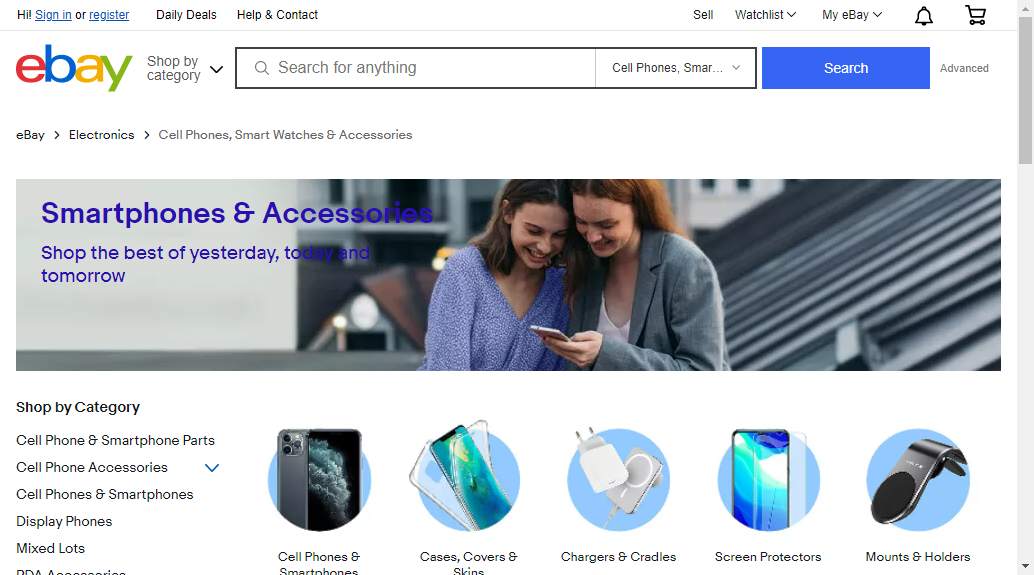 Hi! Sign in or register Daily Deals Help & Contact Sell Watchlist My eBay
ebay Shop by category Search for anything Cell Phones, Smar... Search Advanced
eBay > Electronics > Cell Phones, Smart Watches & Accessories
Smartphones & Accessories
Shop the best of yesterday, today and
tomorrow
Shop by Category
Cell Phone & Smartphone Parts
Cell Phone Accessories
Cell Phones & Smartphones
Display Phones
Mixed Lots
PDA Accessories
Cell Phones &
Smartphones
Cases, Covers &
Skins
Chargers & Cradles
Screen Protectors
Mounts & Holders